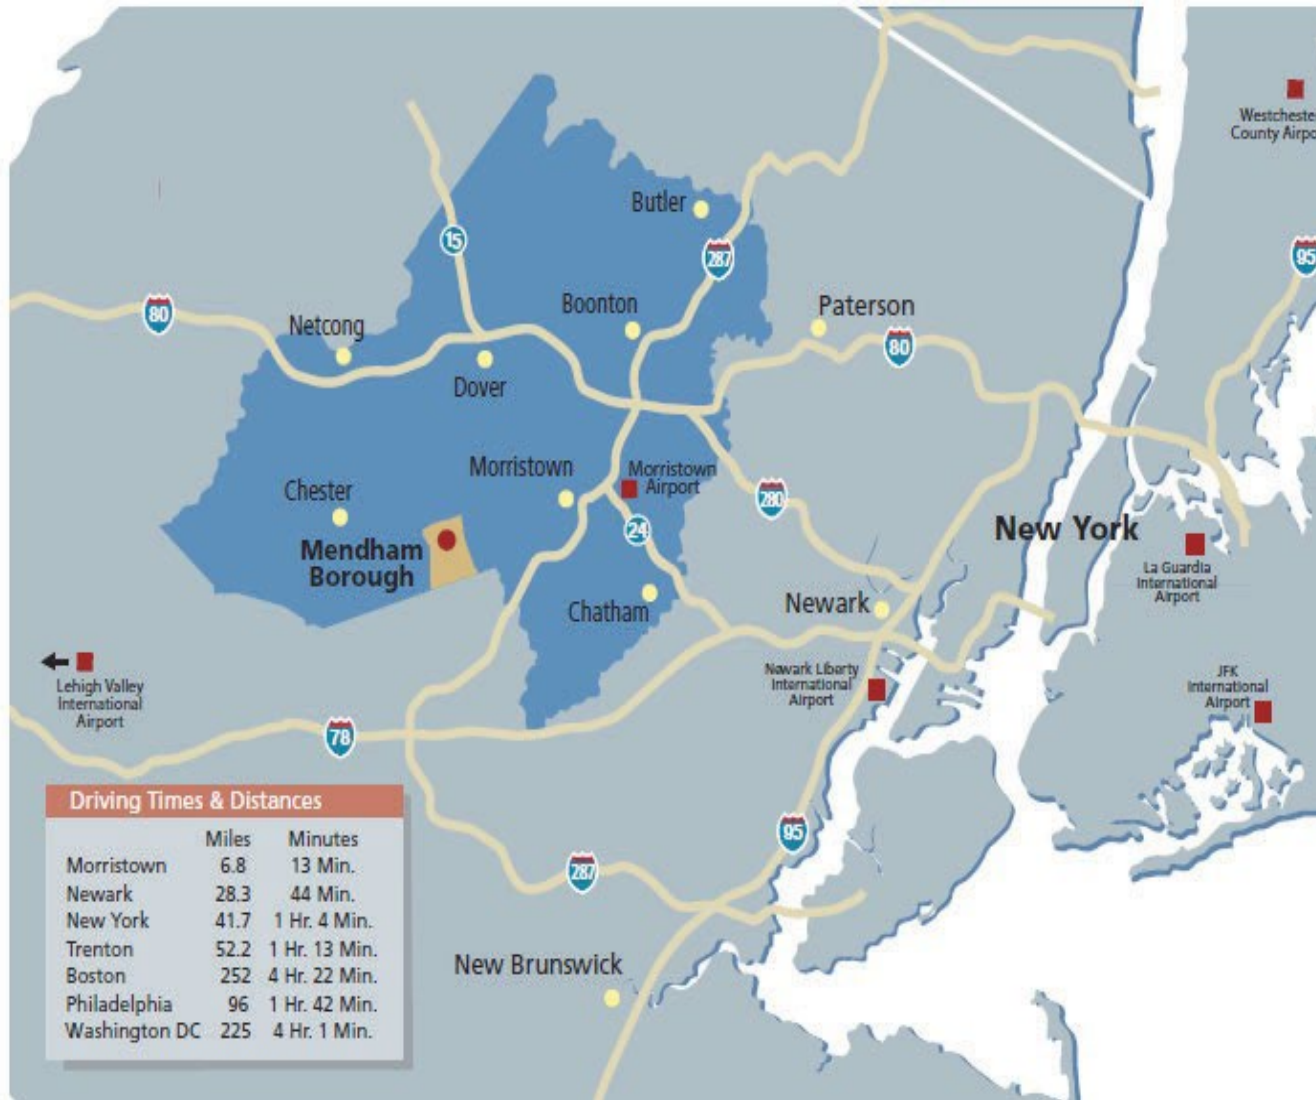 Westcheste
County Airpo
Butler
15
287
95
80
Netcong
Boonton
Paterson
80
Dover
Morristown
Morristown
Airport
Chester
280
24
New York
Mendham
Borough
La Guardia
International
Airport
Chatham
Newark
Lehigh Valley
International
Airport
Newark Liberty
International
Airport
JFK
International
Airport
78
Driving Times & Distances
Miles Minutes
Morristown 6.8 13 Min.
Newark 28.3 44 Min.
New York 41.7 1 Hr. 4 Min.
Trenton 52.2 1 Hr. 13 Min.
Boston 252 4 Hr. 22 Min.
Philadelphia 96 1 Hr. 42 Min.
Washington DC 225 4 Hr. 1 Min.
95
287
New Brunswick